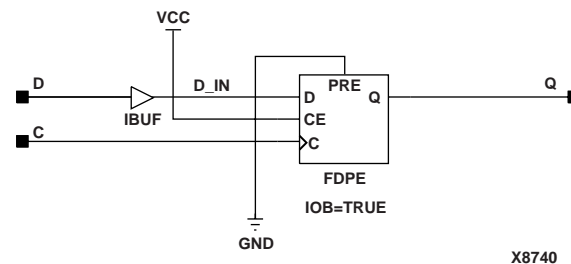 VCC
D
D_IN
PRE
Q
D
Q
IBUF
CE
C
C
FDPE
IOB=TRUE
GND
X8740